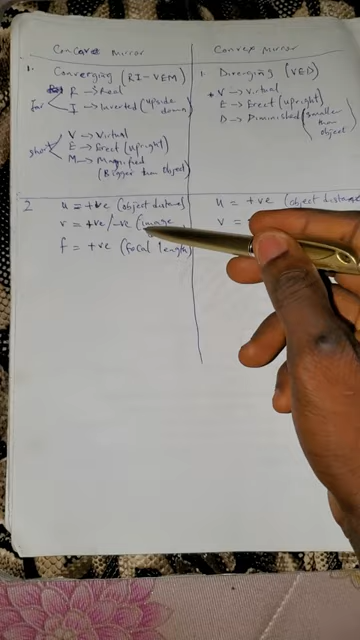 Concave mirror
Convex mirror
1. Converging (RI-VEM)
far R → Real
I → Inverted (upside down)
short V → Virtual
E → Erect (upright)
M → Magnified
(Bigger than Object)
1. Diverging (VED)
V → Virtual
E → Erect (upright)
D → Diminished (smaller than object)
2 u = +ve (object distance)
v = +ve/-ve (image
f = +ve (focal length)
u = +ve (object distance
v =